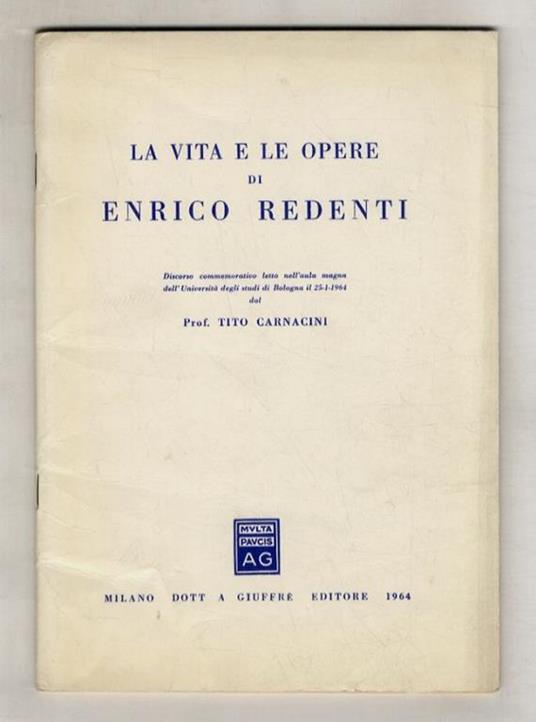 LA VITA E LE OPERE
DI
ENRICO REDENTI
Discorso commemorativo letto nell'aula magna
dell'Università degli studi di Bologna il 25-1-1964
dal
Prof. TITO CARNACINI
MVLTA
PAVCIS
AG
MILANO DOTT A GIUFFRÈ EDITORE 1964